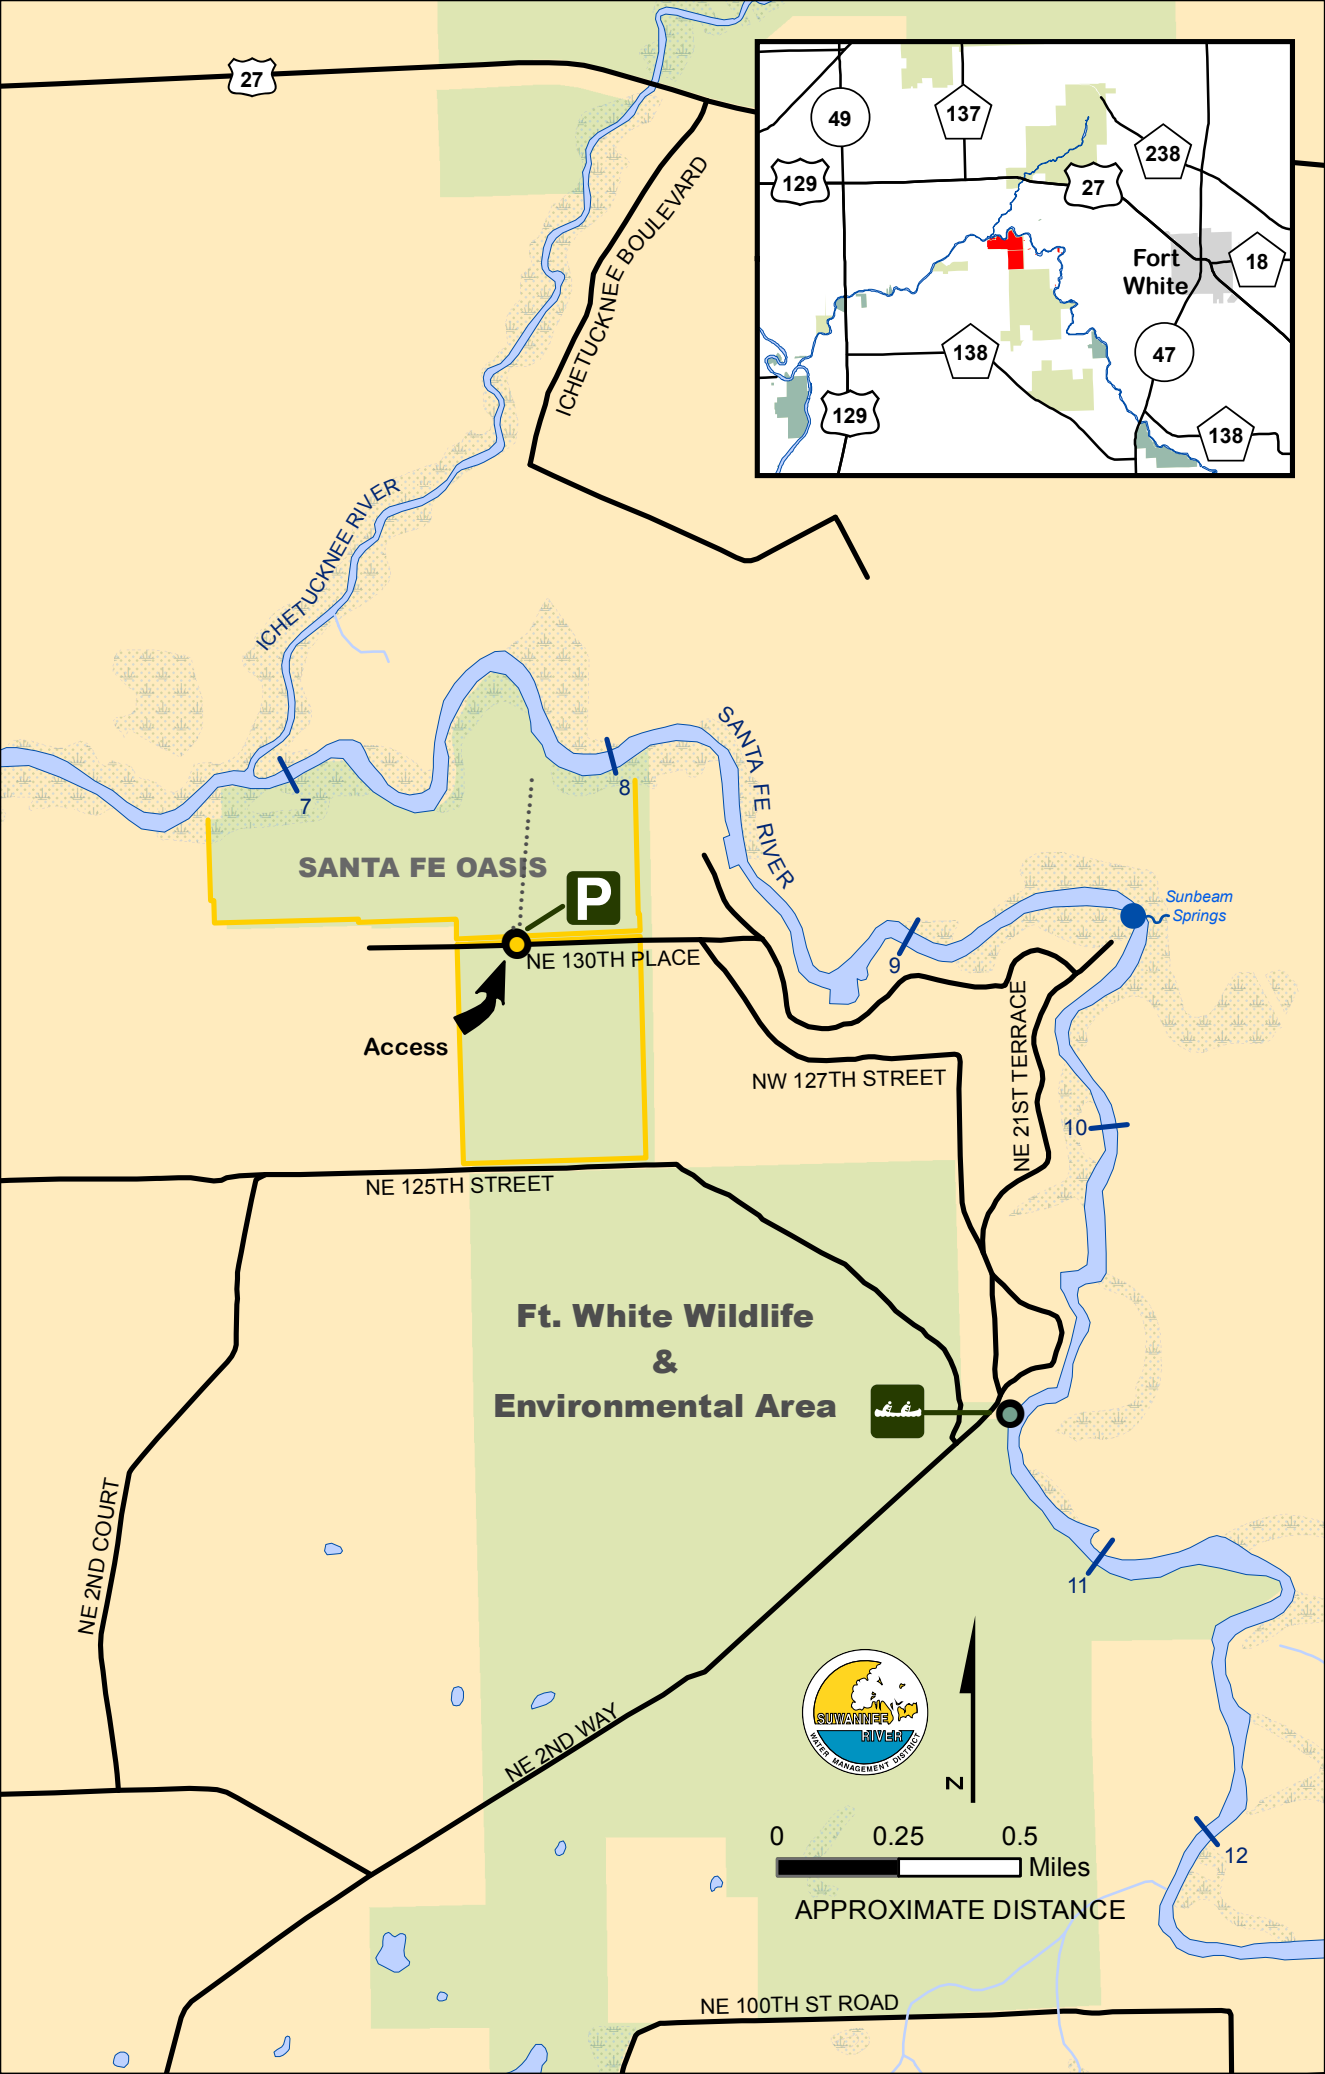 27
49
137
238
129
27
Fort
White
18
138
47
129
138
ICHETUCKNEE BOULEVARD
ICHETUCKNEE RIVER
SANTA FE RIVER
7
8
SANTA FE OASIS
P
Sunbeam
Springs
9
NE 130TH PLACE
Access
NW 127TH STREET
NE 21ST TERRACE
10
NE 125TH STREET
Ft. White Wildlife
&
Environmental Area
NE 2ND COURT
11
NE 2ND WAY
SUWANNEE
RIVER
WATER MANAGEMENT DISTRICT
N
12
0 0.25 0.5
Miles
APPROXIMATE DISTANCE
NE 100TH ST ROAD